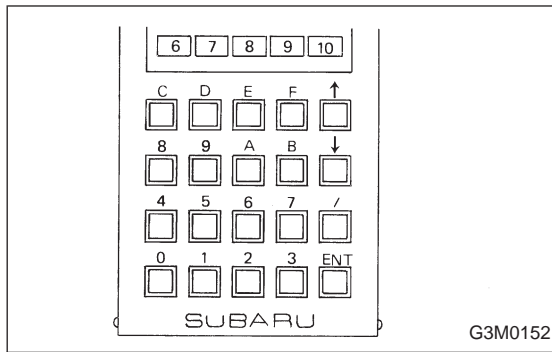 6 7 8 9 10
C D E F ↑
8 9 A B ↓
4 5 6 7 /
0 1 2 3 ENT
SUBARU
G3M0152